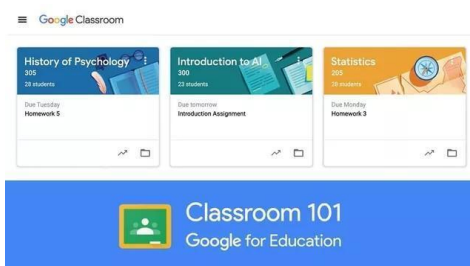 Google Classroom
History of Psychology
305
28 students
Due Tuesday
Homework 5
Introduction to AI
300
23 students
Due tomorrow
Introduction Assignment
Statistics
205
28 students
Due Monday
Homework 3
Classroom 101
Google for Education